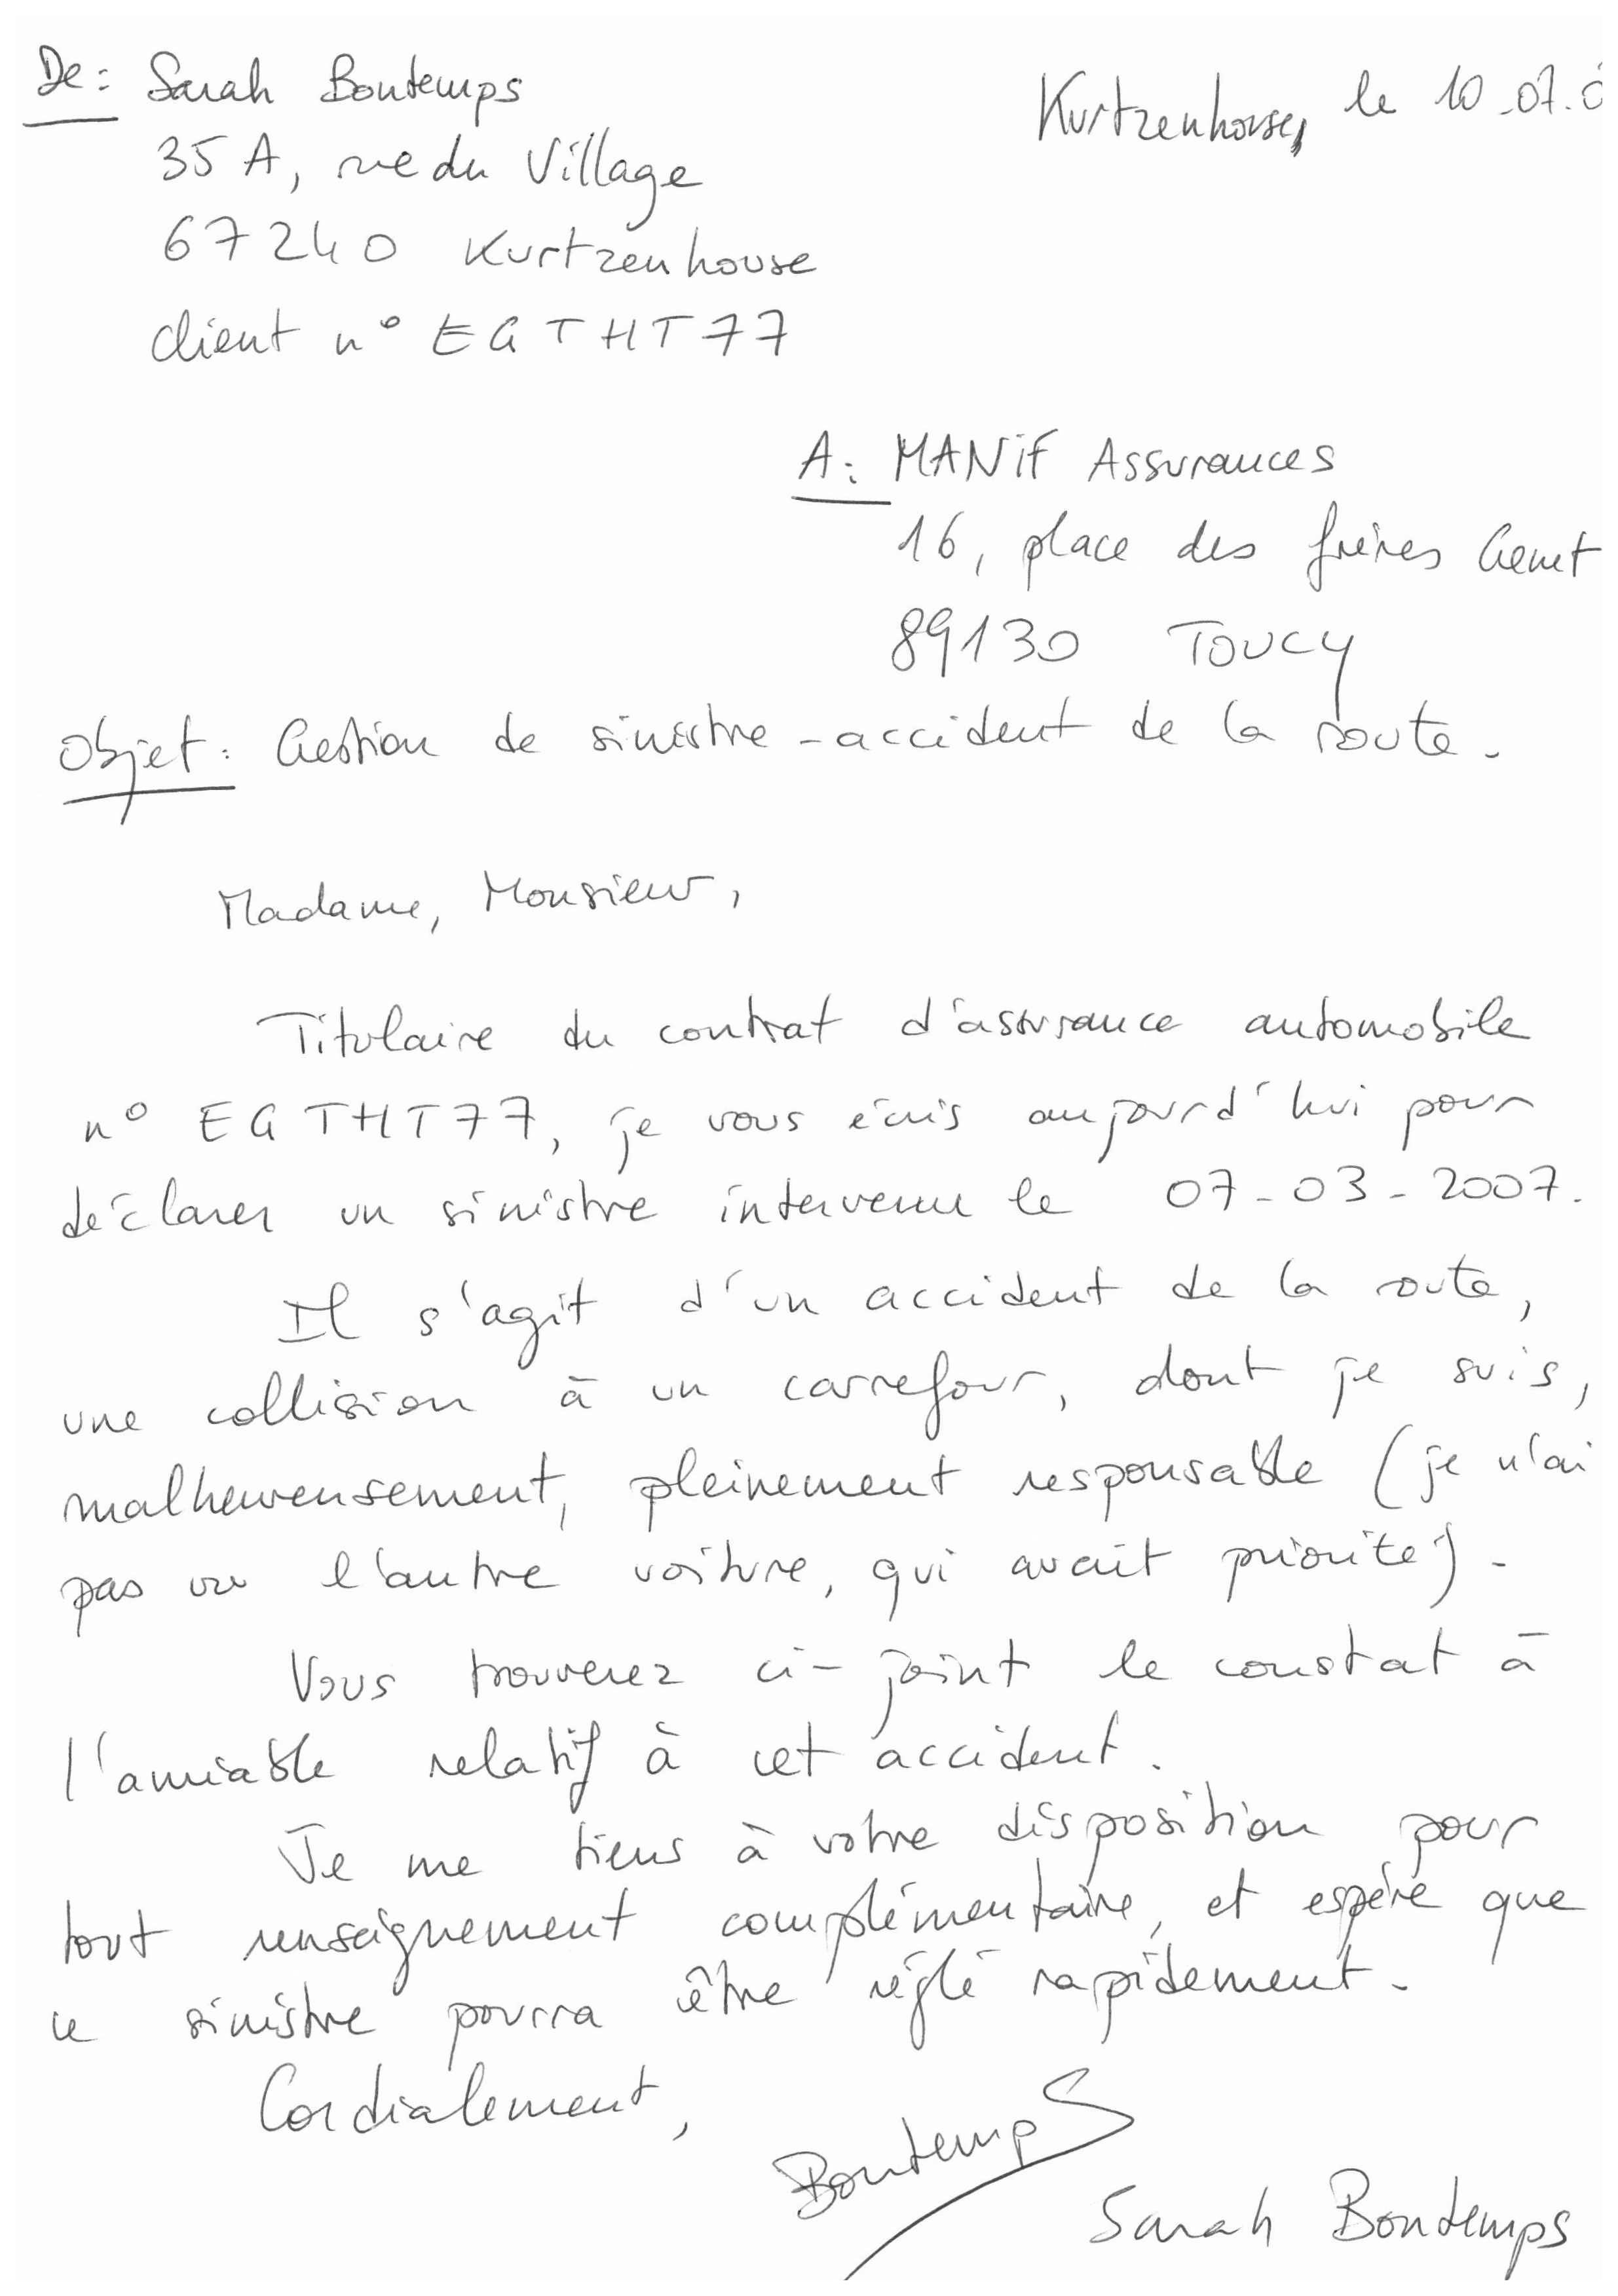 De: Sarah Bontemps
Kurtzenhouse, le 10.07.0
35 A, rue du Village
67240 Kurtzenhouse
client n° EGTHT77
A: MANIF Assurances
16, place des frères Genet
89130 TOUCY
Objet: Gestion de sinistre - accident de la route.
Madame, Monsieur,
Titulaire du contrat d'assurance automobile
n° EGTHT77, je vous écris aujourd'hui pour
déclarer un sinistre intervenu le 07-03-2007.
Il s'agit d'un accident de la route,
une collision à un carrefour, dont je suis,
malheureusement, pleinement responsable (je n'ai
pas vu l'autre voiture, qui avait priorité).
Vous trouverez ci-joint le constat à
l'amiable relatif à cet accident.
Je me tiens à votre disposition pour
tout renseignement complémentaire, et espère que
ce sinistre pourra être réglé rapidement.
Cordialement,
BontempS
Sarah Bontemps